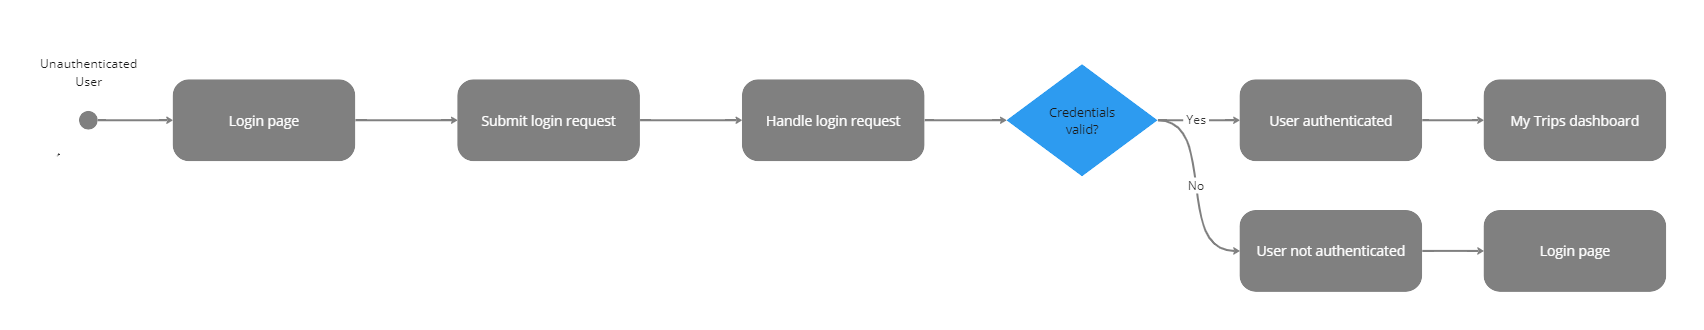 Unauthenticated
User
Login page
Submit login request
Handle login request
Credentials
valid?
Yes
User authenticated
My Trips dashboard
No
User not authenticated
Login page